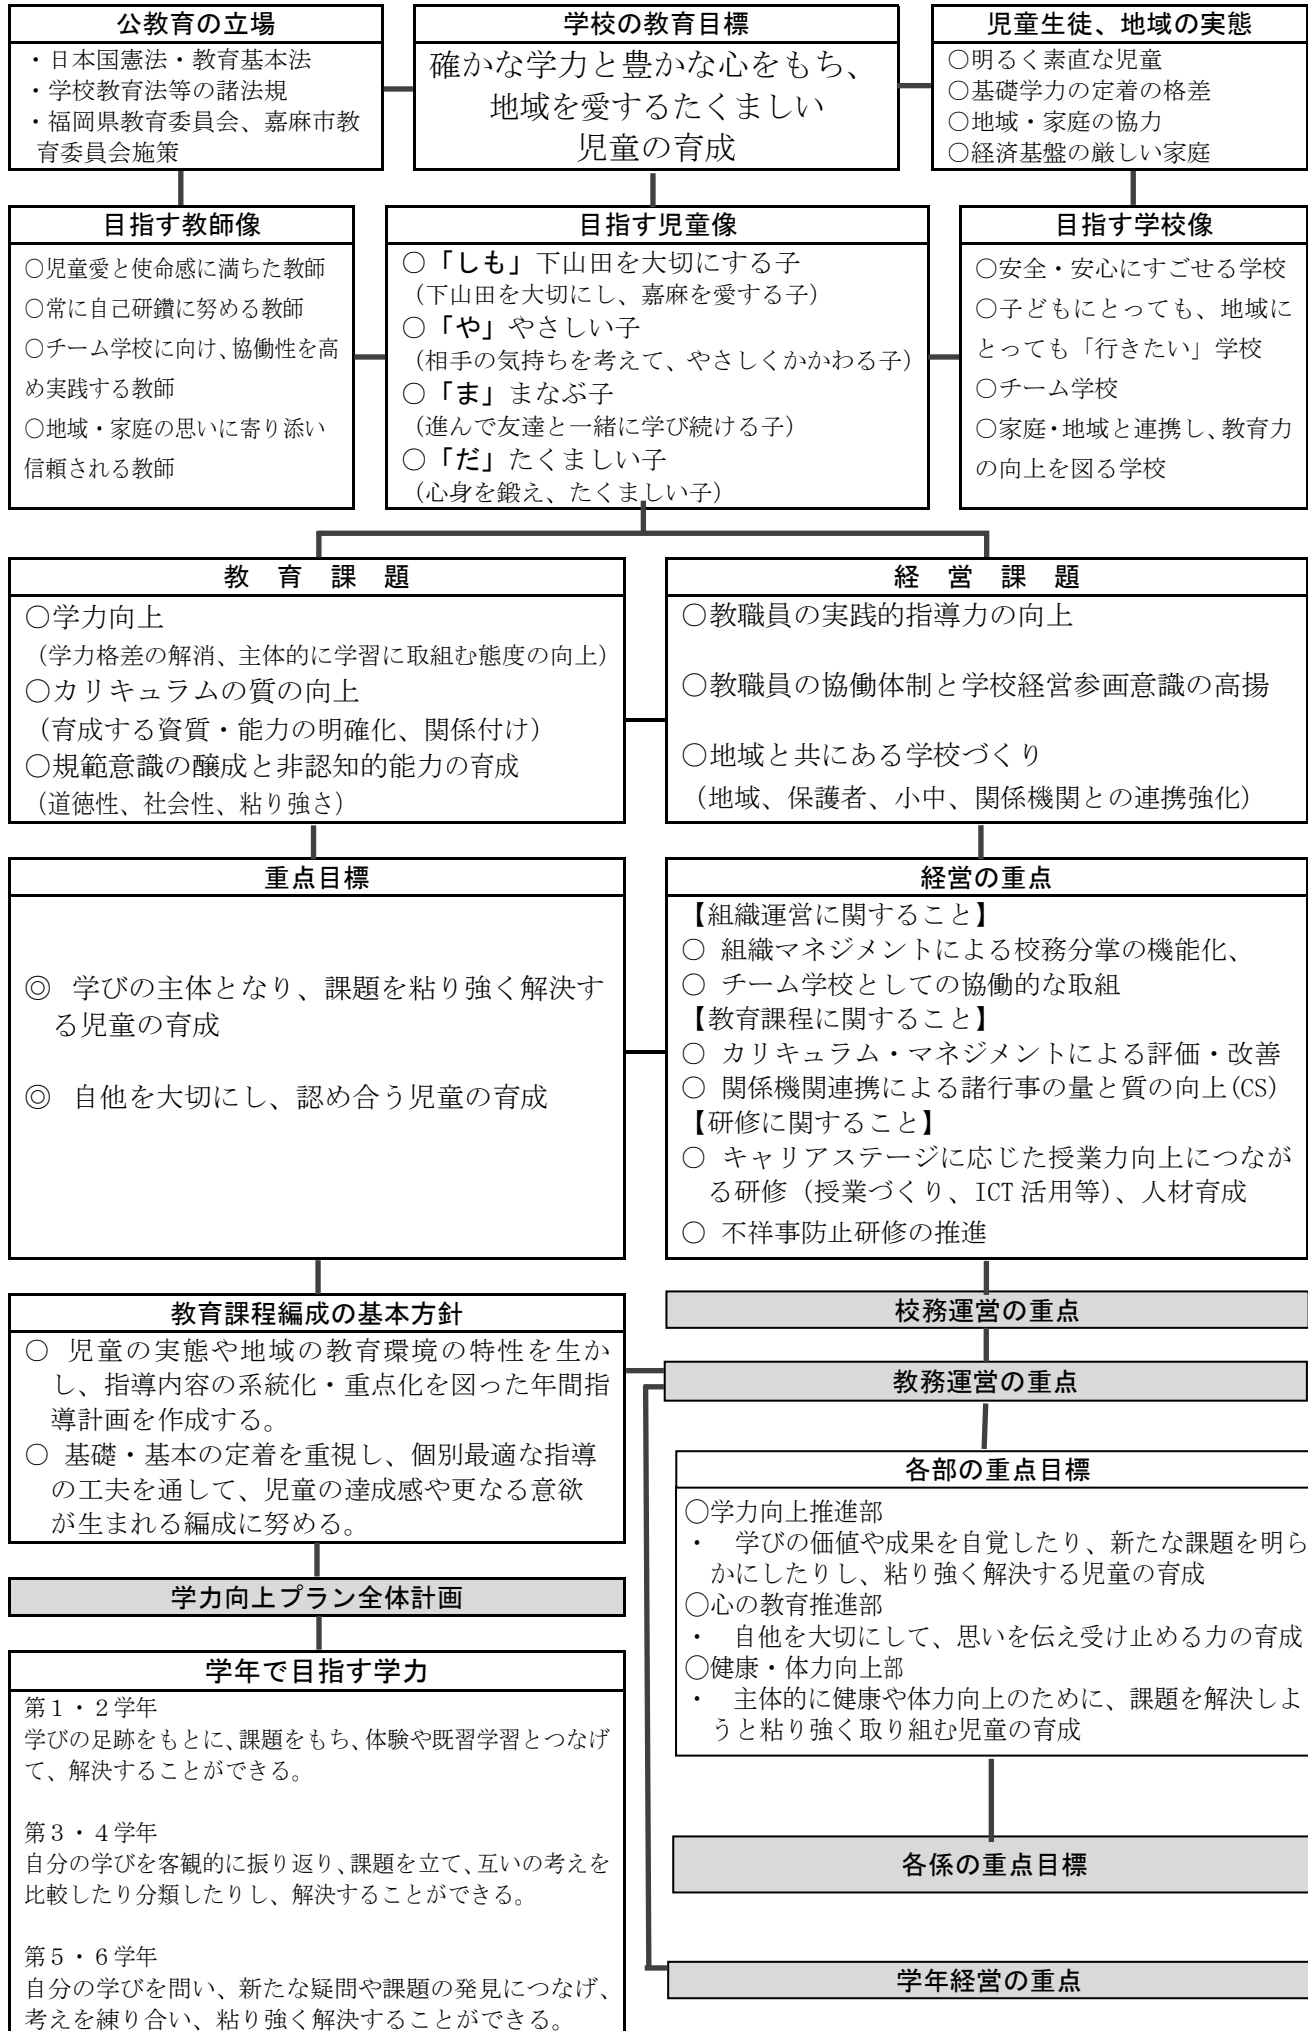 公教育の立場
・日本国憲法・教育基本法
・学校教育法等の諸法規
・福岡県教育委員会、嘉麻市教
育委員会施策
学校の教育目標
確かな学力と豊かな心をもち、
地域を愛するたくましい
児童の育成
児童生徒、地域の実態
○明るく素直な児童
○基礎学力の定着の格差
○地域・家庭の協力
○経済基盤の厳しい家庭
目指す教師像
○児童愛と使命感に満ちた教師
○常に自己研鑽に努める教師
○チーム学校に向け、協働性を高
め実践する教師
○地域・家庭の思いに寄り添い
信頼される教師
目指す児童像
○「しも」下山田を大切にする子
（下山田を大切にし、嘉麻を愛する子）
○「や」やさしい子
（相手の気持ちを考えて、やさしくかかわる子）
○「ま」まなぶ子
（進んで友達と一緒に学び続ける子）
○「だ」たくましい子
（心身を鍛え、たくましい子）
目指す学校像
○安全・安心にすごせる学校
○子どもにとっても、地域に
とっても「行きたい」学校
○チーム学校
○家庭・地域と連携し、教育力
の向上を図る学校
教　育　課　題
○学力向上
（学力格差の解消、主体的に学習に取組む態度の向上）
○カリキュラムの質の向上
（育成する資質・能力の明確化、関係付け）
○規範意識の醸成と非認知的能力の育成
（道徳性、社会性、粘り強さ）
経　営　課　題
○教職員の実践的指導力の向上
○教職員の協働体制と学校経営参画意識の高揚
○地域と共にある学校づくり
（地域、保護者、小中、関係機関との連携強化）
重点目標
◎　学びの主体となり、課題を粘り強く解決す
る児童の育成
◎　自他を大切にし、認め合う児童の育成
経営の重点
【組織運営に関すること】
○ 組織マネジメントによる校務分掌の機能化、
○ チーム学校としての協働的な取組
【教育課程に関すること】
○ カリキュラム・マネジメントによる評価・改善
○ 関係機関連携による諸行事の量と質の向上(CS)
【研修に関すること】
○ キャリアステージに応じた授業力向上につなが
る研修（授業づくり、ICT 活用等）、人材育成
○ 不祥事防止研修の推進
教育課程編成の基本方針
○ 児童の実態や地域の教育環境の特性を生か
し、指導内容の系統化・重点化を図った年間指
導計画を作成する。
○ 基礎・基本の定着を重視し、個別最適な指導
の工夫を通して、児童の達成感や更なる意欲
が生まれる編成に努める。
校務運営の重点
教務運営の重点
各部の重点目標
○学力向上推進部
・　学びの価値や成果を自覚したり、新たな課題を明ら
かにしたりし、粘り強く解決する児童の育成
○心の教育推進部
・　自他を大切にして、思いを伝え受け止める力の育成
○健康・体力向上部
・　主体的に健康や体力向上のために、課題を解決しよ
うと粘り強く取り組む児童の育成
学力向上プラン全体計画
学年で目指す学力
第１・２学年
学びの足跡をもとに、課題をもち、体験や既習学習とつなげ
て、解決することができる。
第３・４学年
自分の学びを客観的に振り返り、課題を立て、互いの考えを
比較したり分類したりし、解決することができる。
第５・６学年
自分の学びを問い、新たな疑問や課題の発見につなげ、
考えを練り合い、粘り強く解決することができる。
各係の重点目標
学年経営の重点